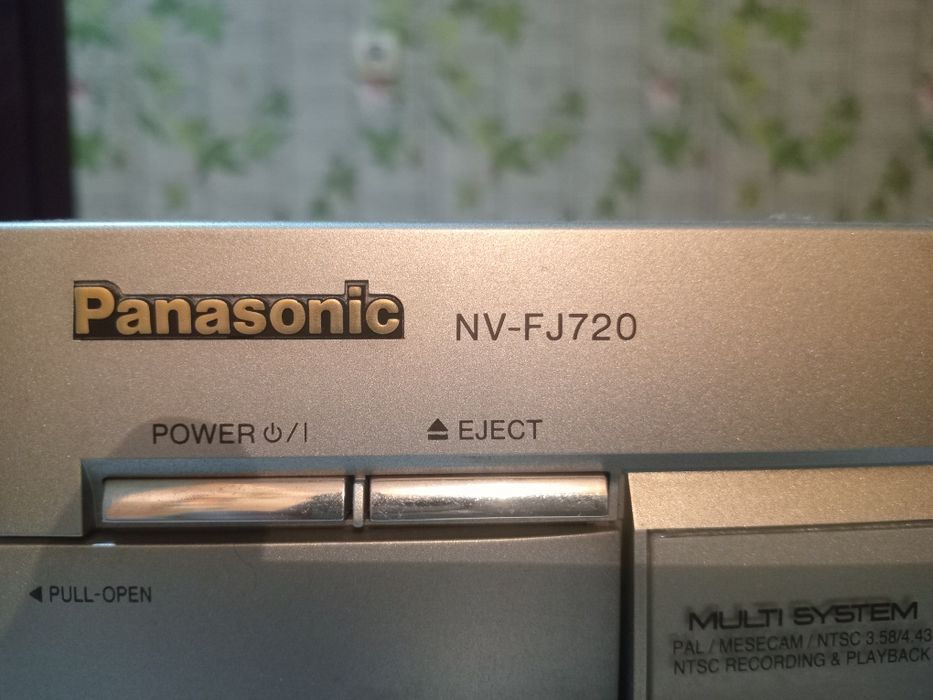 Panasonic NV-FJ720
POWER ⏻/I ⏏ EJECT
◀ PULL-OPEN
MULTI SYSTEM
PAL / MESECAM / NTSC 3.58/4.43
NTSC RECORDING & PLAYBACK